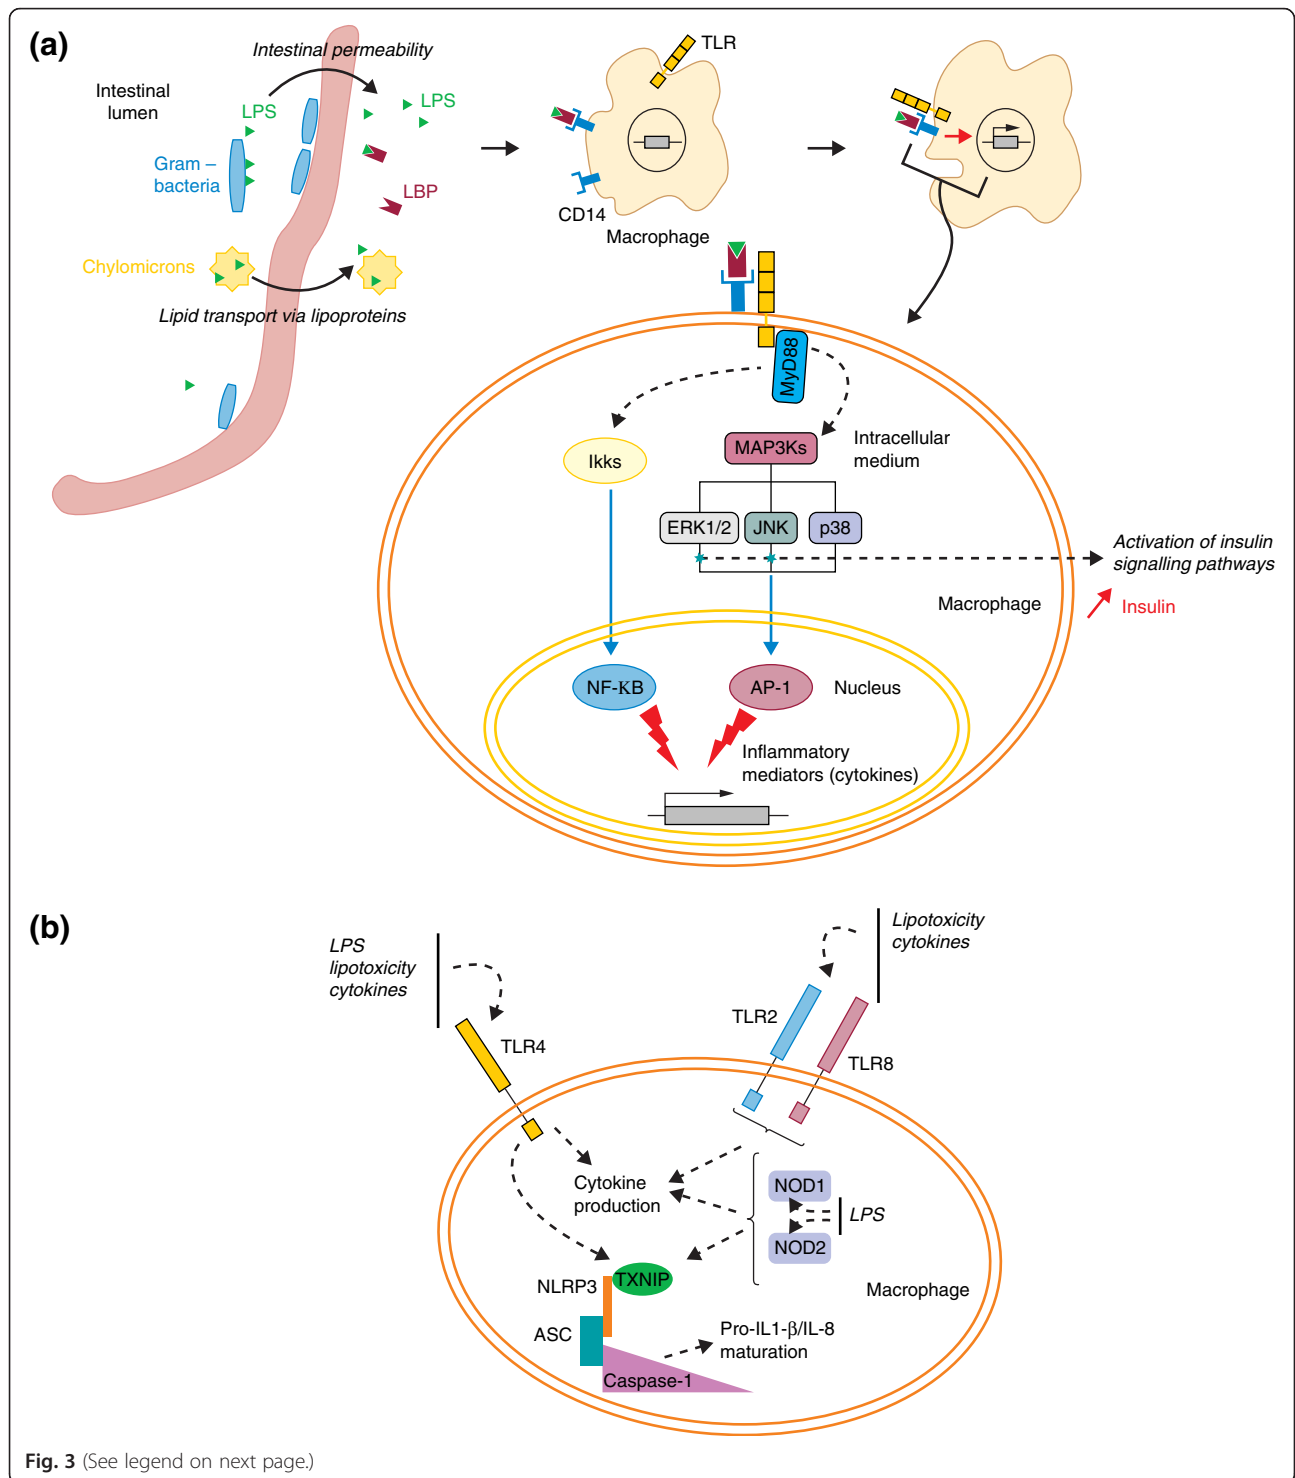 (a)
Intestinal permeability
TLR
Intestinal
lumen
LPS
LPS
Gram –
bacteria
LBP
CD14
Macrophage
Chylomicrons
Lipid transport via lipoproteins
MyD88
Ikks
MAP3Ks
Intracellular
medium
ERK1/2
JNK
p38
Activation of insulin
signalling pathways
Macrophage
Insulin
NF-KB
AP-1
Nucleus
Inflammatory
mediators (cytokines)
(b)
LPS
lipotoxicity
cytokines
Lipotoxicity
cytokines
TLR2
TLR4
TLR8
Cytokine
production
NOD1
LPS
NOD2
NLRP3
TXNIP
Macrophage
ASC
Pro-IL1-β/IL-8
maturation
Caspase-1
Fig. 3 (See legend on next page.)